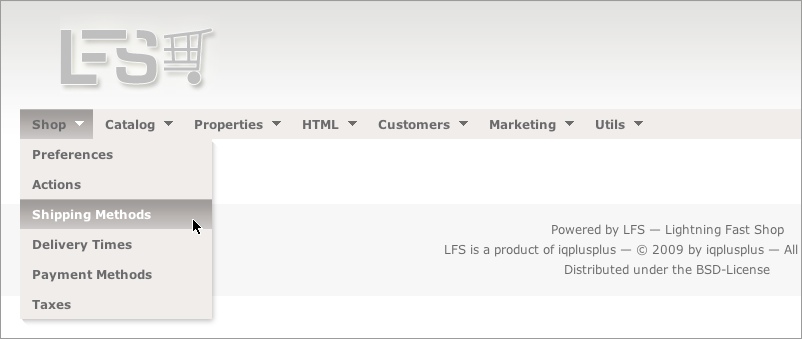 LFS
Shop Catalog Properties HTML Customers Marketing Utils
Preferences
Actions
Shipping Methods
Delivery Times
Payment Methods
Taxes
Powered by LFS — Lightning Fast Shop
LFS is a product of iqplusplus — © 2009 by iqplusplus — All
Distributed under the BSD-License